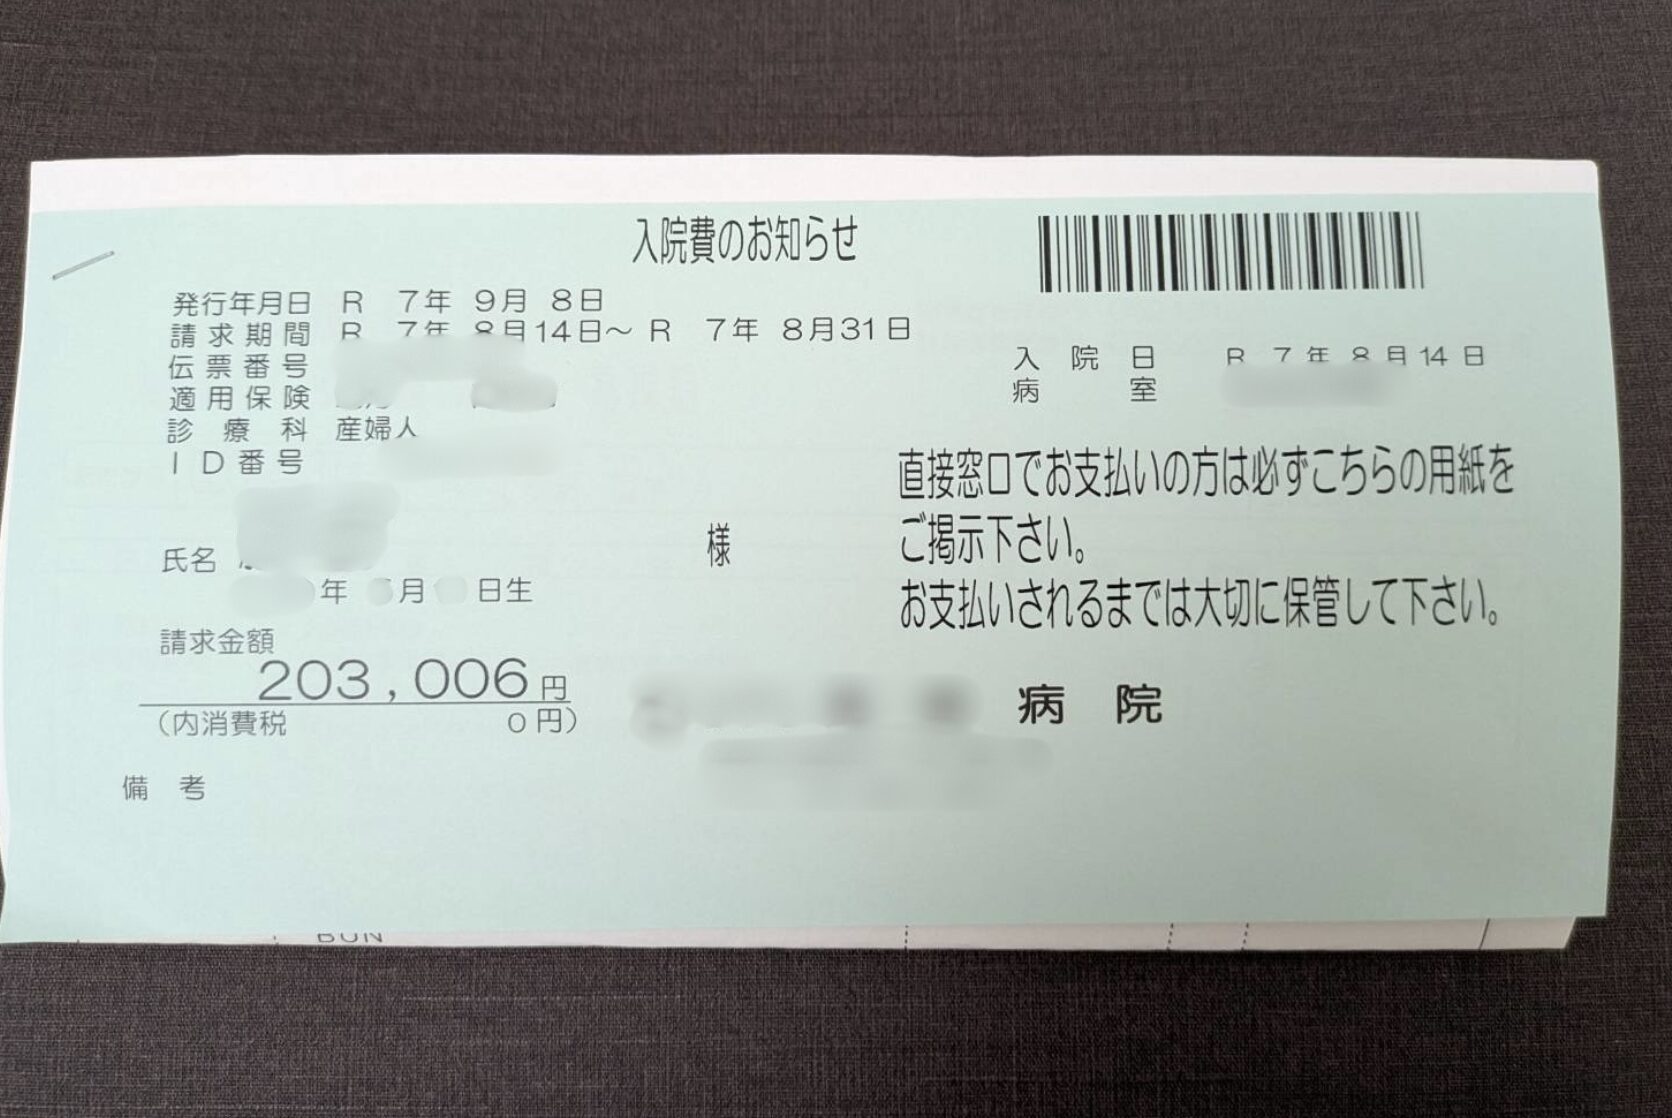 入院費のお知らせ
発行年月日 R 7年 9月 8日
請求期間 R 7年 8月14日～ R 7年 8月31日
伝票番号
適用保険
診療科 産婦人
ID番号
入院日 R 7年 8月14日
病室
直接窓口でお支払いの方は必ずこちらの用紙を
ご掲示下さい。
お支払いされるまでは大切に保管して下さい。
氏名 様
年 月 日生
請求金額
203,006円
(内消費税 0円)
病院
備考